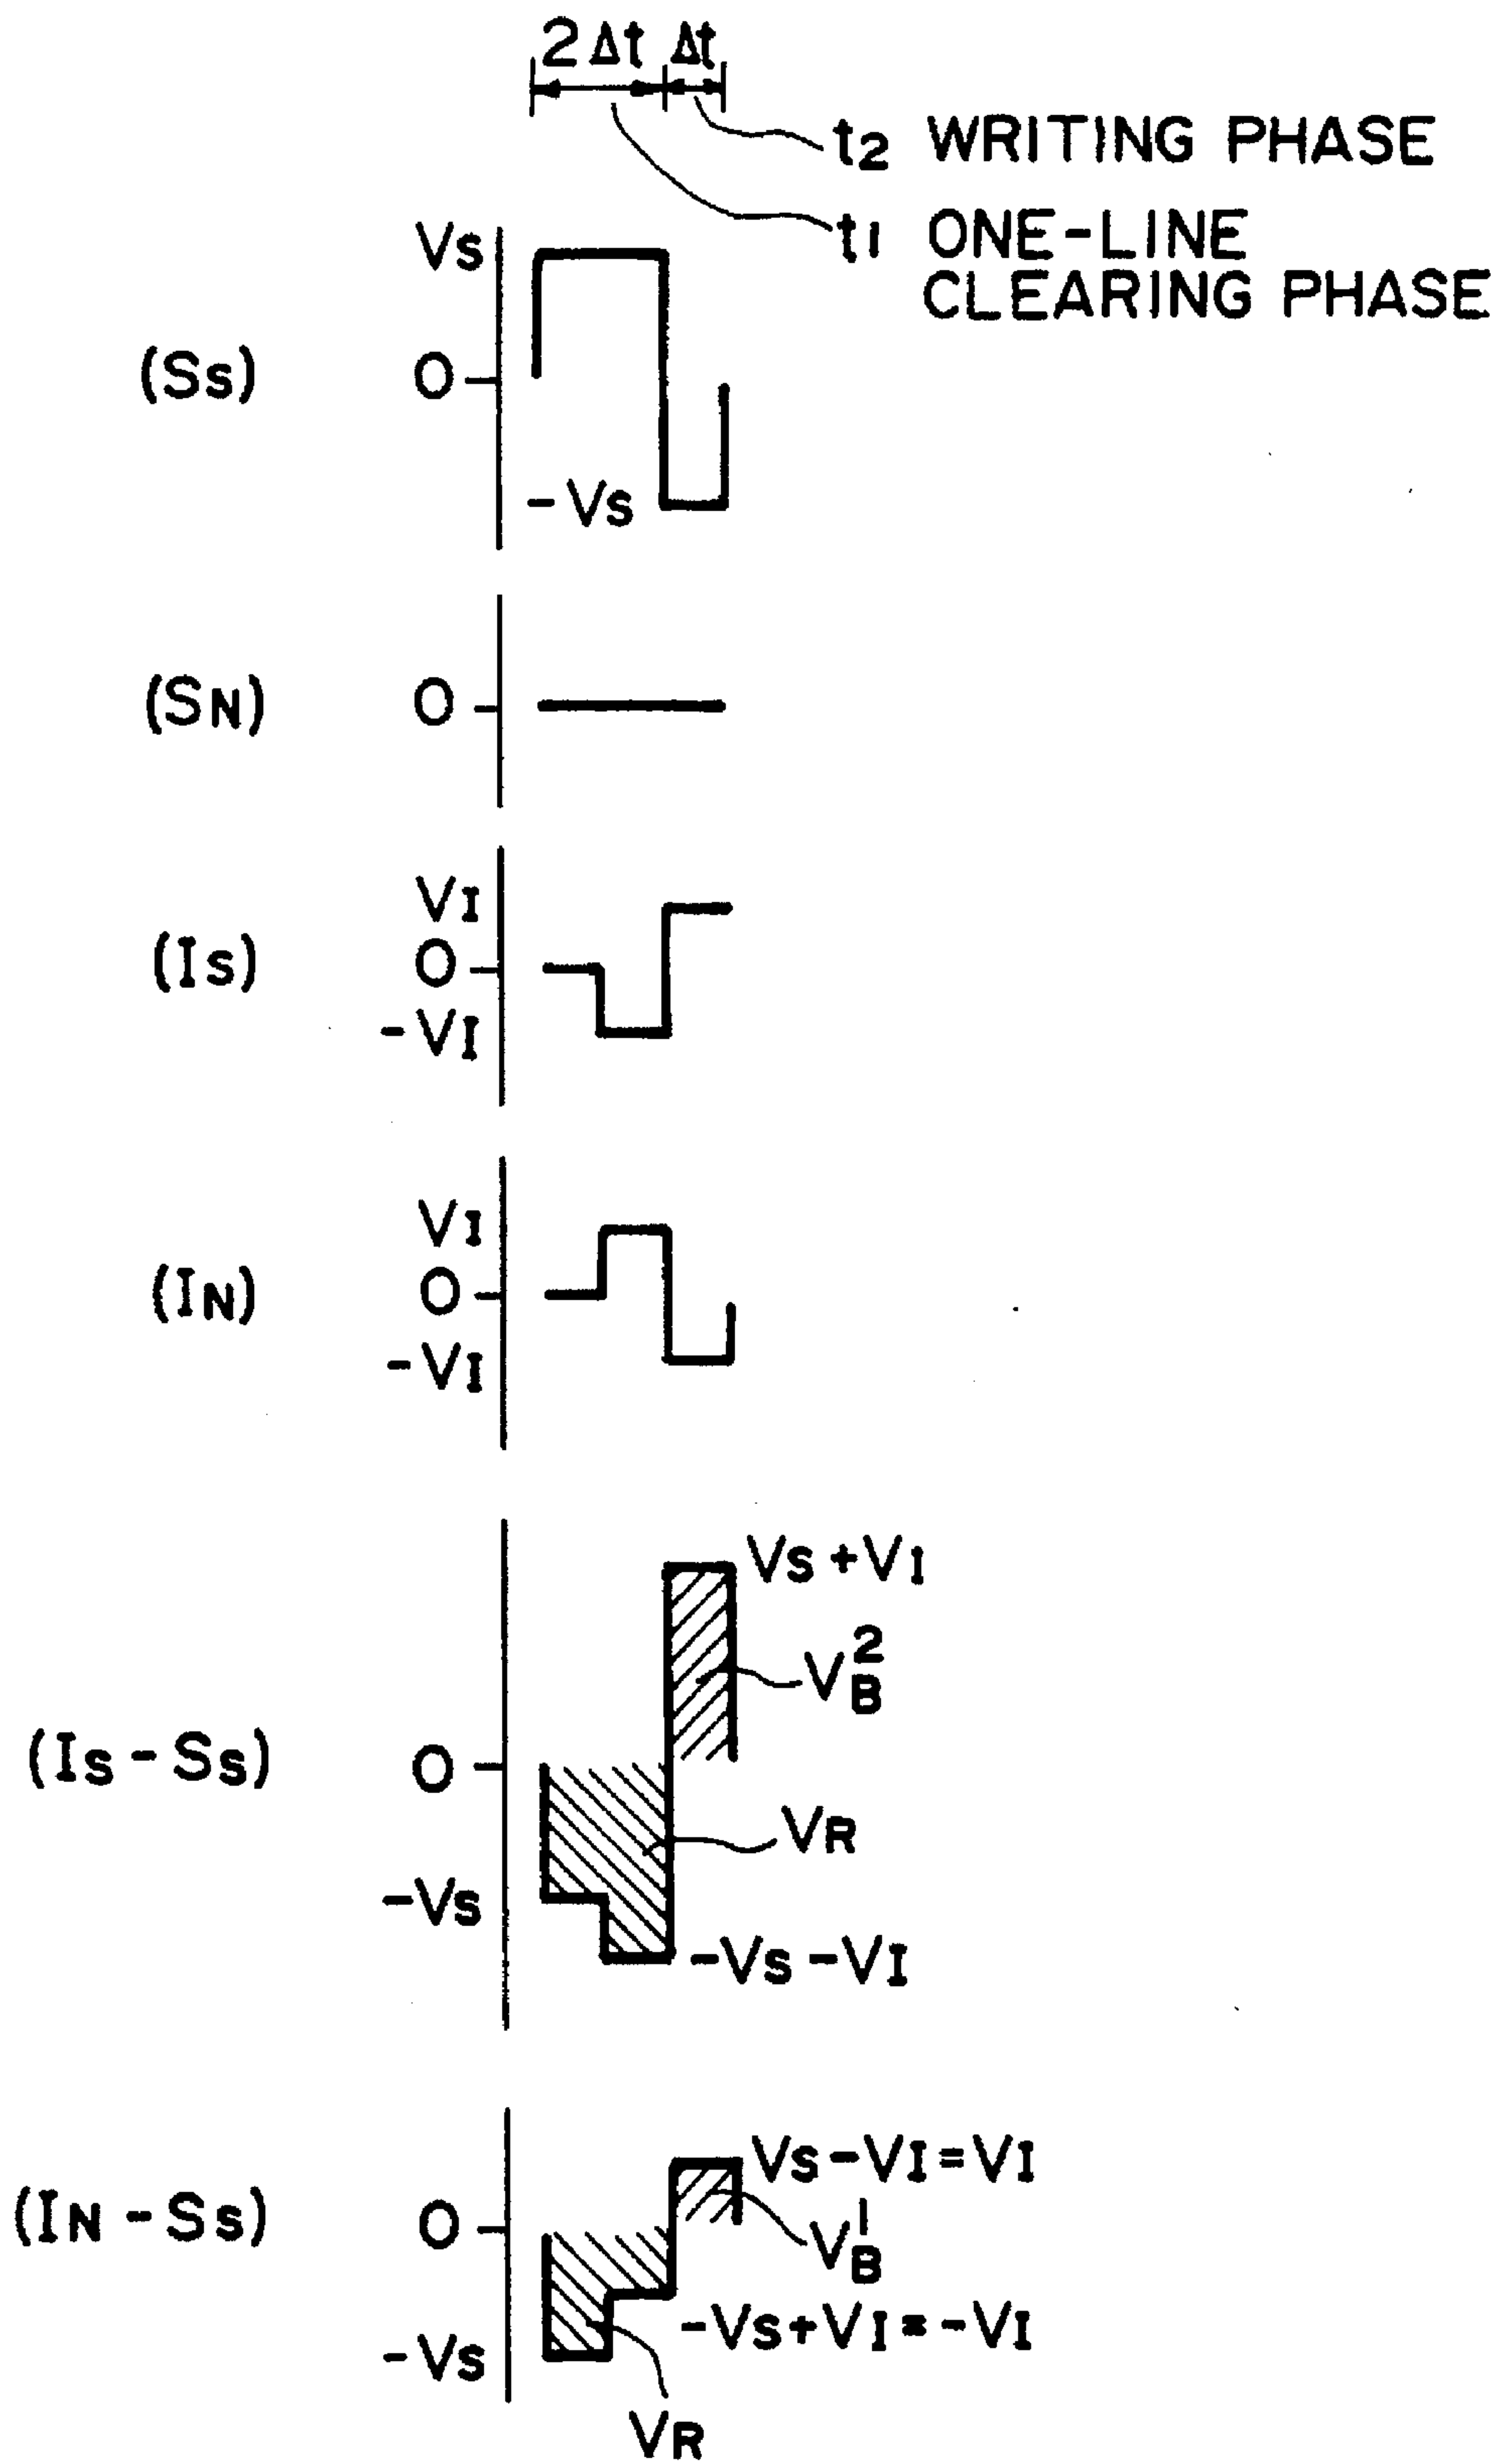 2Δt Δt
t2 WRITING PHASE
t1 ONE-LINE
CLEARING PHASE
Vs
(Ss) 0
-Vs
(SN) 0
VI
(Is) 0
-VI
VI
(IN) 0
-VI
Vs+VI
V²B
(Is-Ss) 0
VR
-Vs
-Vs-VI
Vs-VI=VI
(IN-Ss) 0
V¹B
-Vs+VI=-VI
-Vs
VR